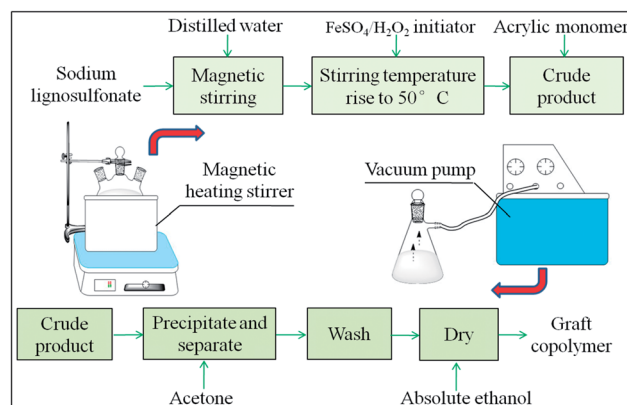 Distilled water
FeSO₄/H₂O₂ initiator
Acrylic monomer
Sodium
lignosulfonate
Magnetic
stirring
Stirring temperature
rise to 50° C
Crude
product
Magnetic
heating stirrer
Vacuum pump
Crude
product
Precipitate and
separate
Wash
Dry
Graft
copolymer
Acetone
Absolute ethanol